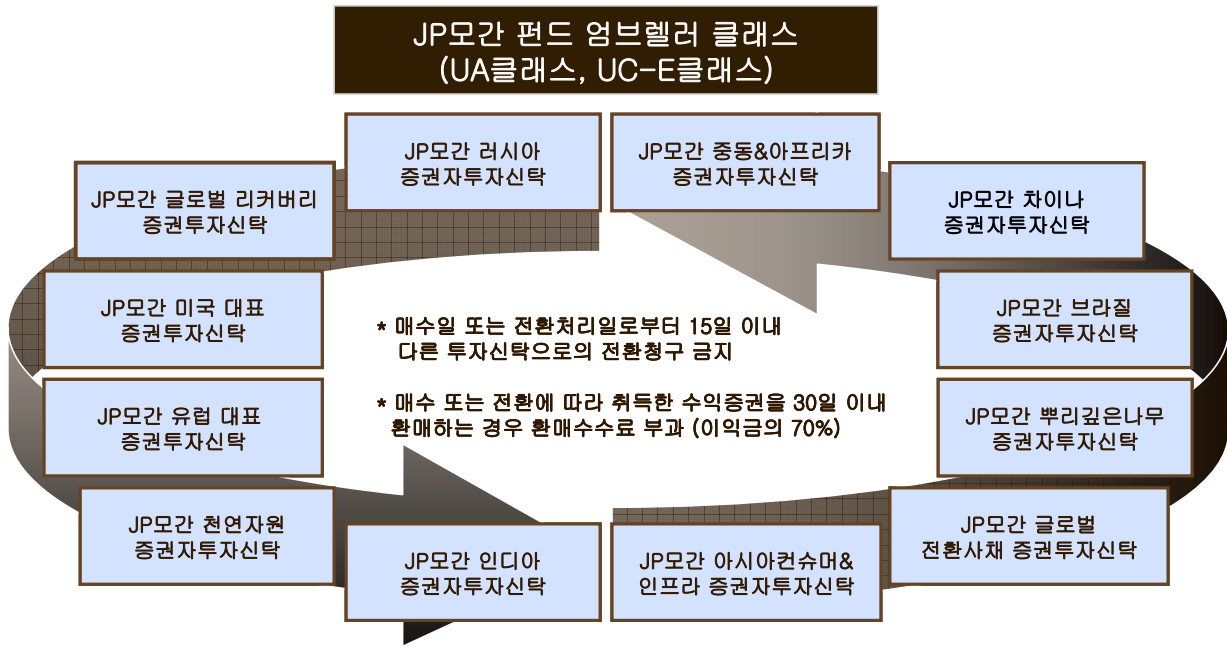 JP모간 펀드 엄브렐러 클래스
(UA클래스, UC-E클래스)
JP모간 러시아
증권자투자신탁
JP모간 중동&아프리카
증권자투자신탁
JP모간 글로벌 리커버리
증권투자신탁
JP모간 차이나
증권자투자신탁
JP모간 미국 대표
증권투자신탁
JP모간 브라질
증권자투자신탁
* 매수일 또는 전환처리일로부터 15일 이내
다른 투자신탁으로의 전환청구 금지
* 매수 또는 전환에 따라 취득한 수익증권을 30일 이내
환매하는 경우 환매수수료 부과 (이익금의 70%)
JP모간 유럽 대표
증권투자신탁
JP모간 뿌리깊은나무
증권자투자신탁
JP모간 천연자원
증권자투자신탁
JP모간 인디아
증권자투자신탁
JP모간 아시아컨슈머&
인프라 증권자투자신탁
JP모간 글로벌
전환사채 증권투자신탁